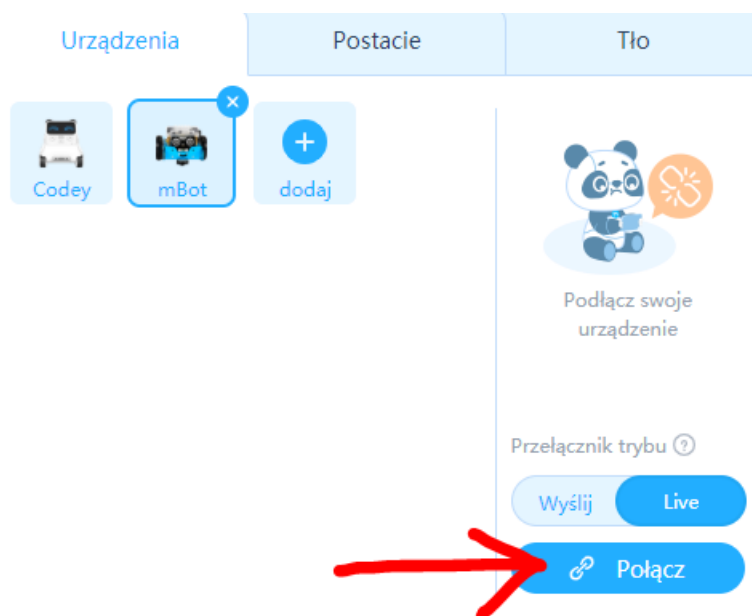 Urządzenia
Postacie
Tło
Codey
mBot
dodaj
Podłącz swoje
urządzenie
Przełącznik trybu ?
Wyślij
Live
Połącz